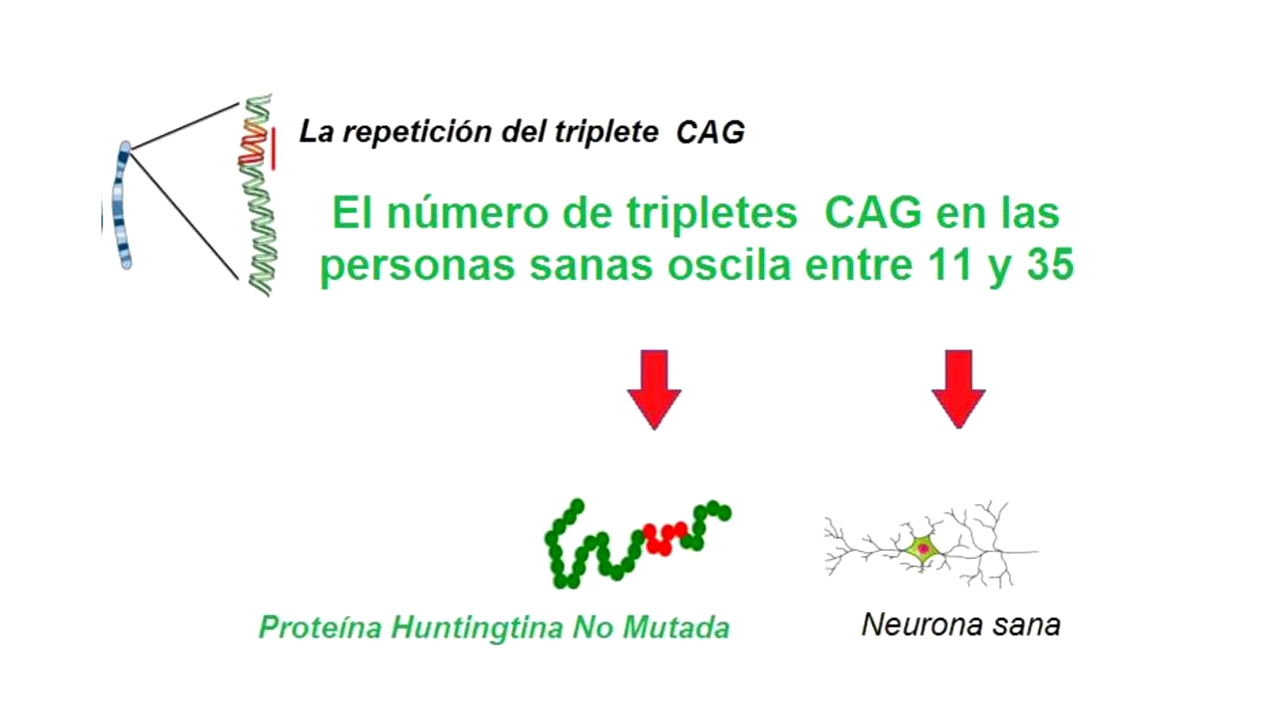 La repetición del triplete CAG
El número de tripletes CAG en las
personas sanas oscila entre 11 y 35
Proteína Huntingtina No Mutada
Neurona sana